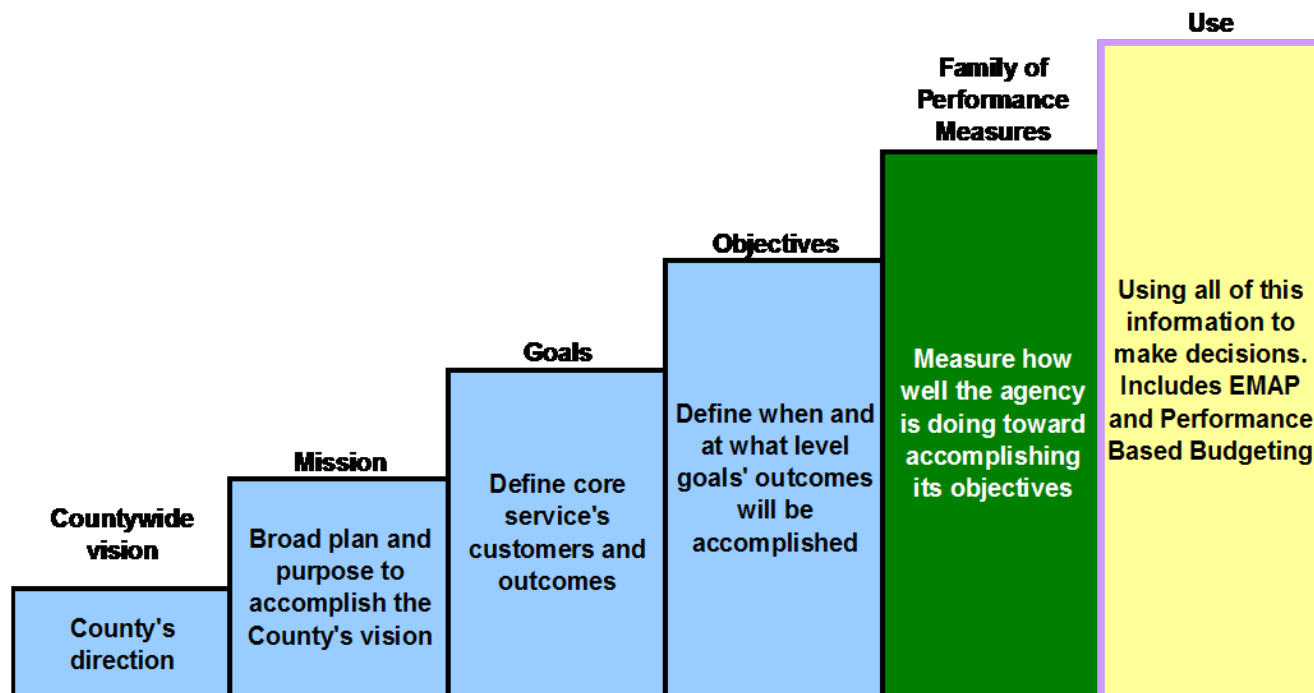 Countywide
vision
County's
direction
Mission
Broad plan and
purpose to
accomplish the
County's vision
Goals
Define core
service's
customers and
outcomes
Objectives
Define when and
at what level
goals' outcomes
will be
accomplished
Family of
Performance
Measures
Measure how
well the agency
is doing toward
accomplishing
its objectives
Use
Using all of this
information to
make decisions.
Includes EMAP
and Performance
Based Budgeting